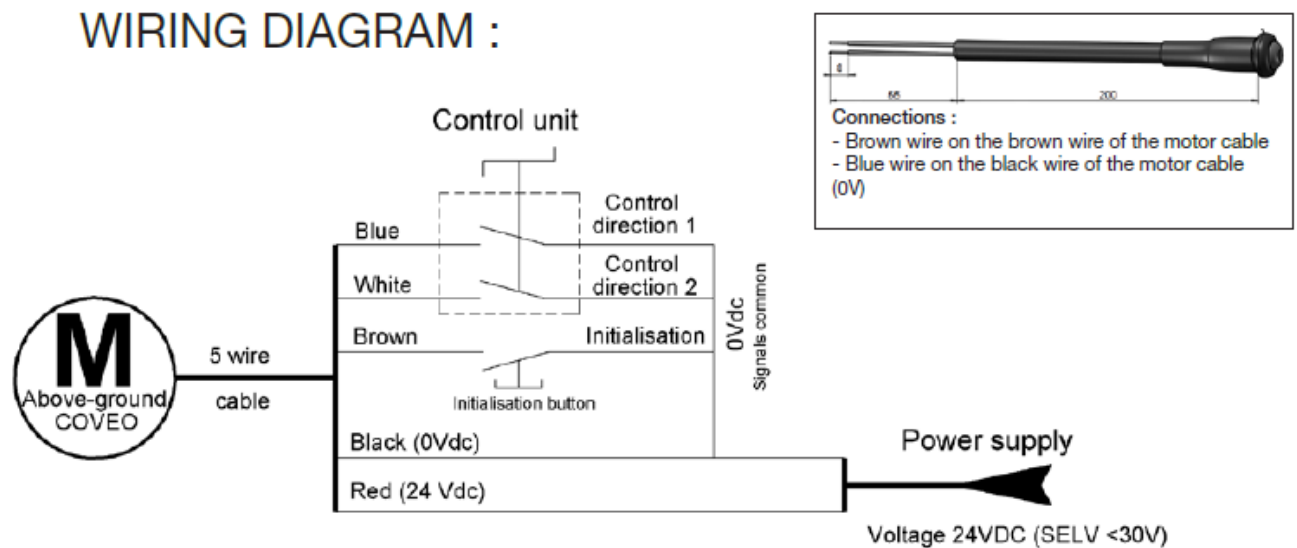 WIRING DIAGRAM :
6
65
200
Connections :
- Brown wire on the brown wire of the motor cable
- Blue wire on the black wire of the motor cable
(0V)
Control unit
Control
direction 1
Blue
Control
direction 2
White
Brown
Initialisation
0Vdc
Signals common
Initialisation button
M
Above-ground
COVEO
5 wire
cable
Black (0Vdc)
Red (24 Vdc)
Power supply
Voltage 24VDC (SELV <30V)